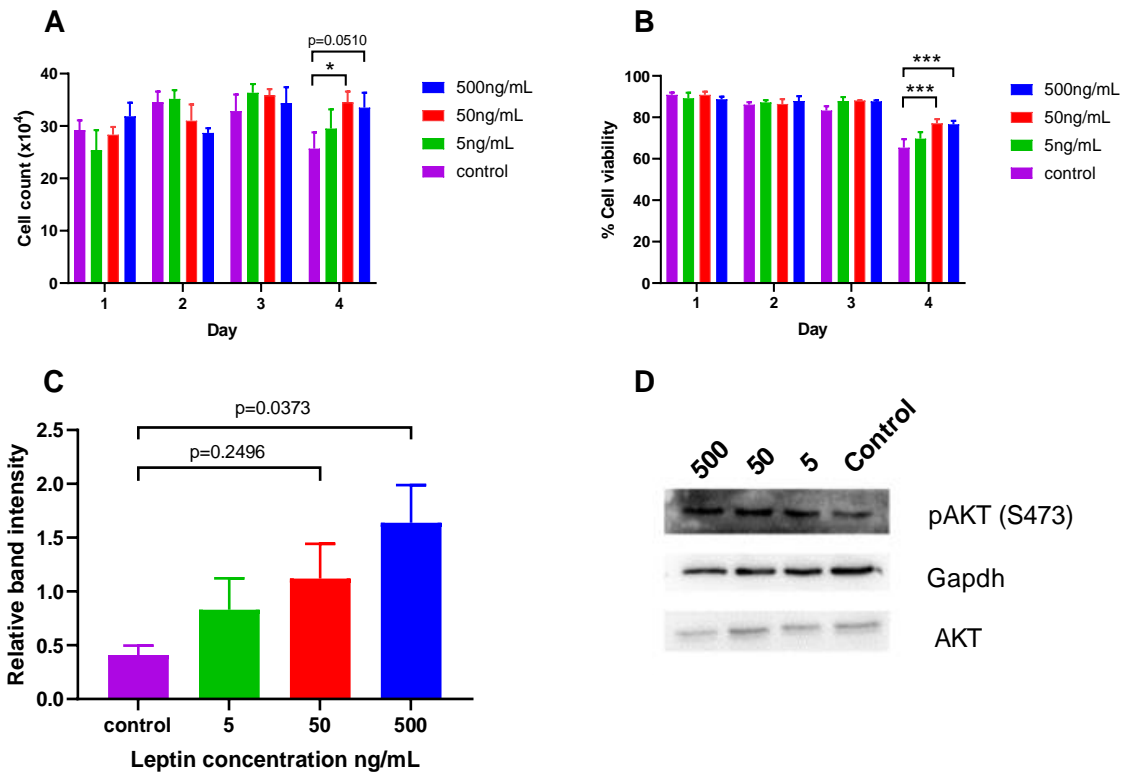 A
p=0.0510
*
40
30
20
10
0
Cell count (x10⁴)
1 2 3 4
Day
500ng/mL
50ng/mL
5ng/mL
control
B
***
***
100
80
60
40
20
0
% Cell viability
1 2 3 4
Day
500ng/mL
50ng/mL
5ng/mL
control
C
p=0.0373
p=0.2496
2.5
2.0
1.5
1.0
0.5
0.0
Relative band intensity
control 5 50 500
Leptin concentration ng/mL
D
500 50 5 Control
pAKT (S473)
Gapdh
AKT